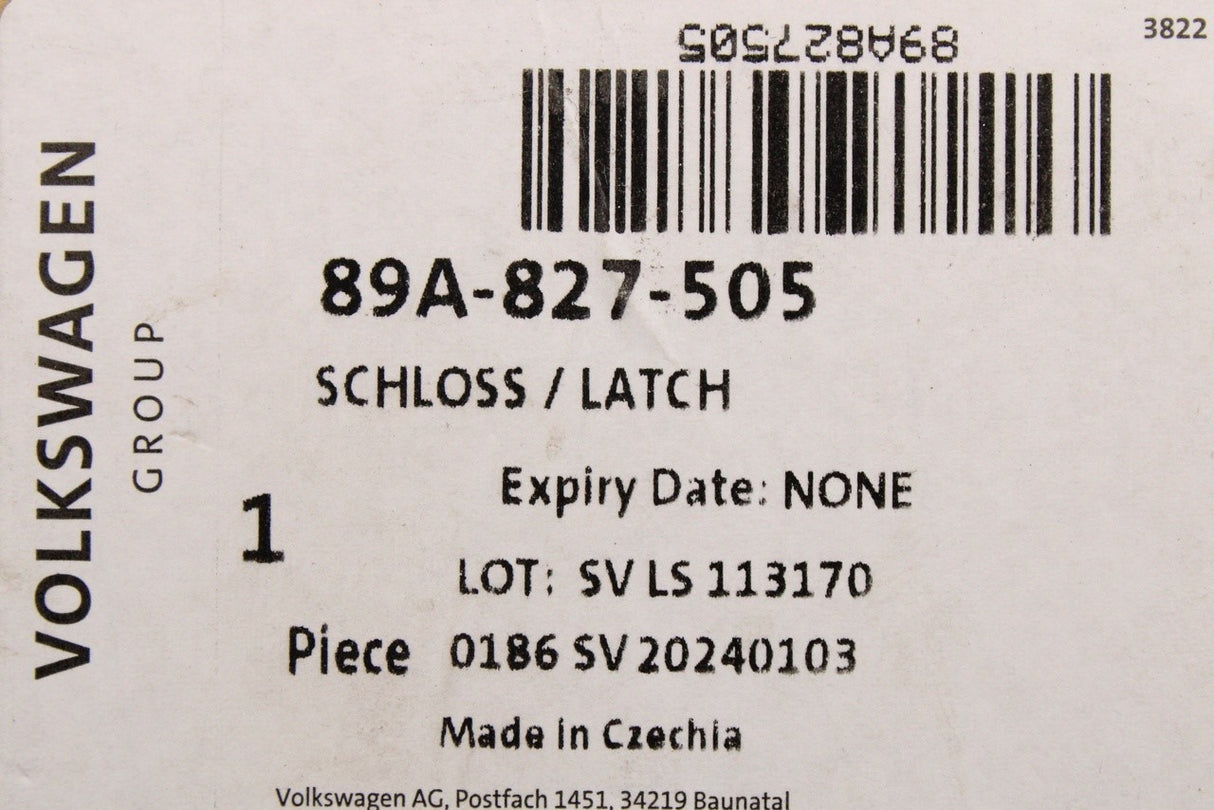 3822
89A827505
89A-827-505
SCHLOSS / LATCH
Expiry Date: NONE
1
LOT: SV LS 113170
Piece 0186 SV 20240103
Made in Czechia
Volkswagen AG, Postfach 1451, 34219 Baunatal
VOLKSWAGEN
GROUP